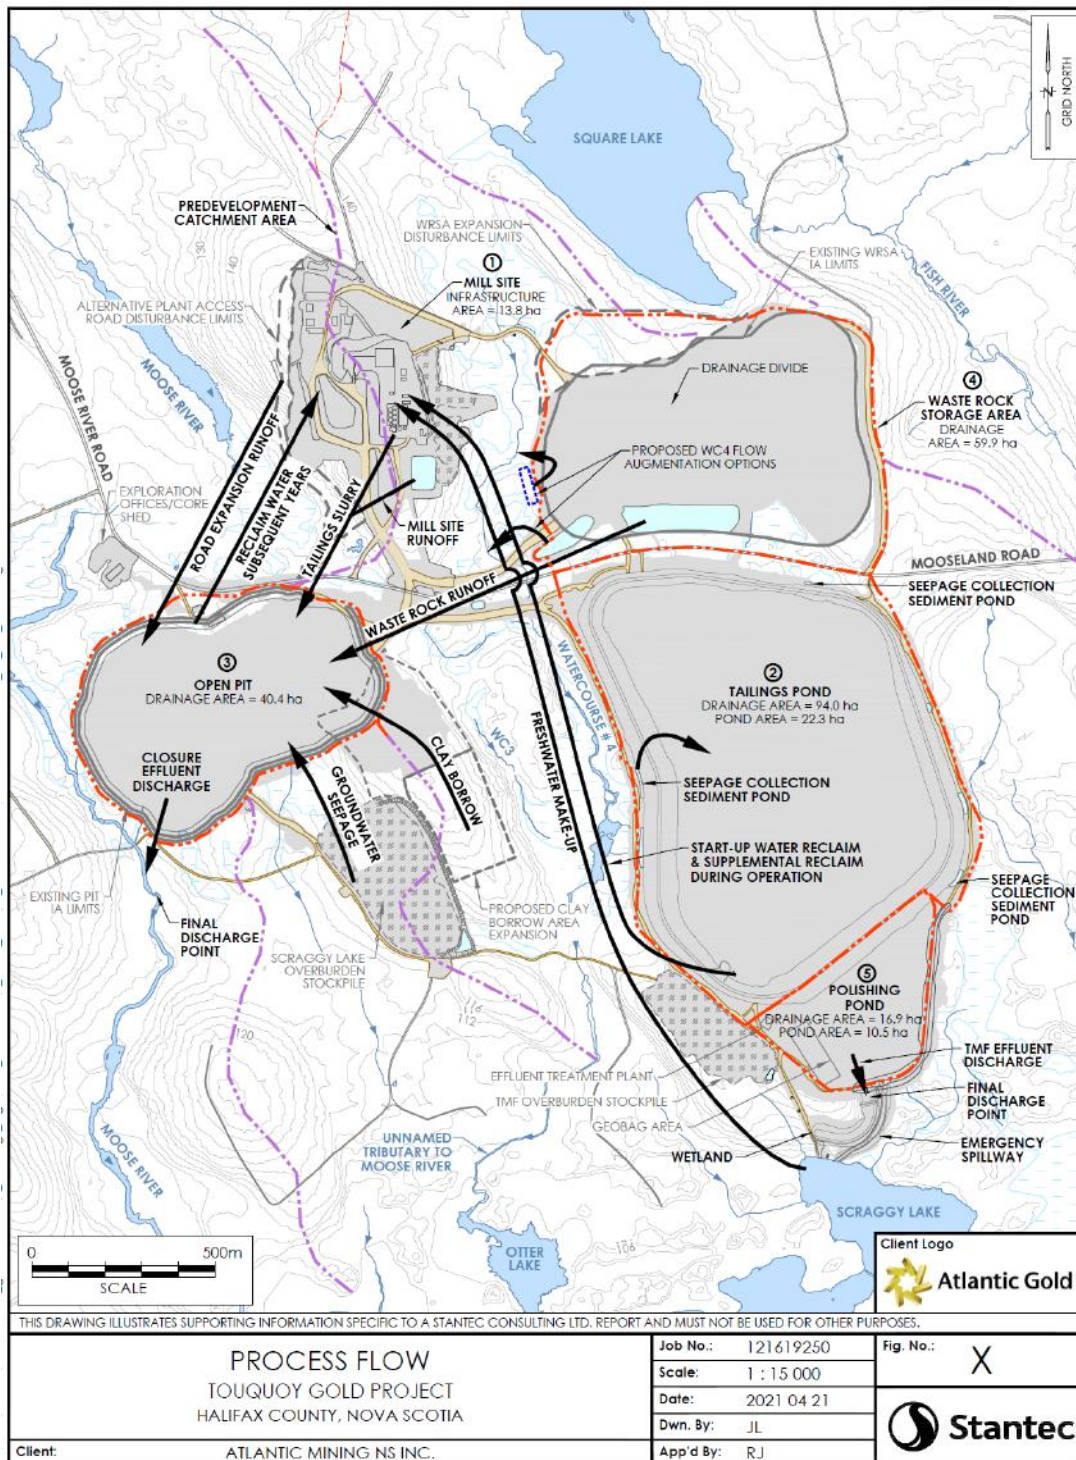 GRID NORTH
N
SQUARE LAKE
PREDEVELOPMENT
CATCHMENT AREA
140
130
140
WRSA EXPANSION
DISTURBANCE LIMITS
EXISTING WRSA
IA LIMITS
FISH RIVER
1
MILL SITE
INFRASTRUCTURE
AREA = 13.8 ha
ALTERNATIVE PLANT ACCESS
ROAD DISTURBANCE LIMITS
MOOSE RIVER
MOOSE RIVER ROAD
DRAINAGE DIVIDE
4
WASTE ROCK
STORAGE AREA
DRAINAGE
AREA = 59.9 ha
PROPOSED WC4 FLOW
AUGMENTATION OPTIONS
EXPLORATION
OFFICES/CORE
SHED
ROAD EXPANSION RUNOFF
RECLAIM WATER
SUBSEQUENT YEARS
TAILINGS SLURRY
MILL SITE
RUNOFF
WASTE ROCK RUNOFF
MOOSELAND ROAD
SEEPAGE COLLECTION
SEDIMENT POND
3
OPEN PIT
DRAINAGE AREA = 40.4 ha
2
TAILINGS POND
DRAINAGE AREA = 94.0 ha
POND AREA = 22.3 ha
WATERCOURSE # 4
WC3
CLOSURE
EFFLUENT
DISCHARGE
CLAY BORROW
GROUNDWATER
SEEPAGE
FRESHWATER MAKE-UP
SEEPAGE COLLECTION
SEDIMENT POND
START-UP WATER RECLAIM
& SUPPLEMENTAL RECLAIM
DURING OPERATION
EXISTING PIT
IA LIMITS
FINAL
DISCHARGE
POINT
PROPOSED CLAY
BORROW AREA
EXPANSION
SCRAGGY LAKE
OVERBURDEN
STOCKPILE
SEEPAGE
COLLECTION
SEDIMENT
POND
5
POLISHING
POND
DRAINAGE AREA = 16.9 ha
POND AREA = 10.5 ha
120
112
EFFLUENT TREATMENT PLANT
TMF OVERBURDEN STOCKPILE
GEOBAG AREA
TMF EFFLUENT
DISCHARGE
FINAL
DISCHARGE
POINT
EMERGENCY
SPILLWAY
WETLAND
UNNAMED
TRIBUTARY TO
MOOSE RIVER
MOOSE RIVER
SCRAGGY LAKE
OTTER
LAKE
106
0 500m
SCALE
Client Logo
Atlantic Gold
THIS DRAWING ILLUSTRATES SUPPORTING INFORMATION SPECIFIC TO A STANTEC CONSULTING LTD. REPORT AND MUST NOT BE USED FOR OTHER PURPOSES.
PROCESS FLOW
TOUQUOY GOLD PROJECT
HALIFAX COUNTY, NOVA SCOTIA
Client: ATLANTIC MINING NS INC.
Job No.: 121619250
Scale: 1 : 15 000
Date: 2021 04 21
Dwn. By: JL
App'd By: RJ
Fig. No.: X
Stantec